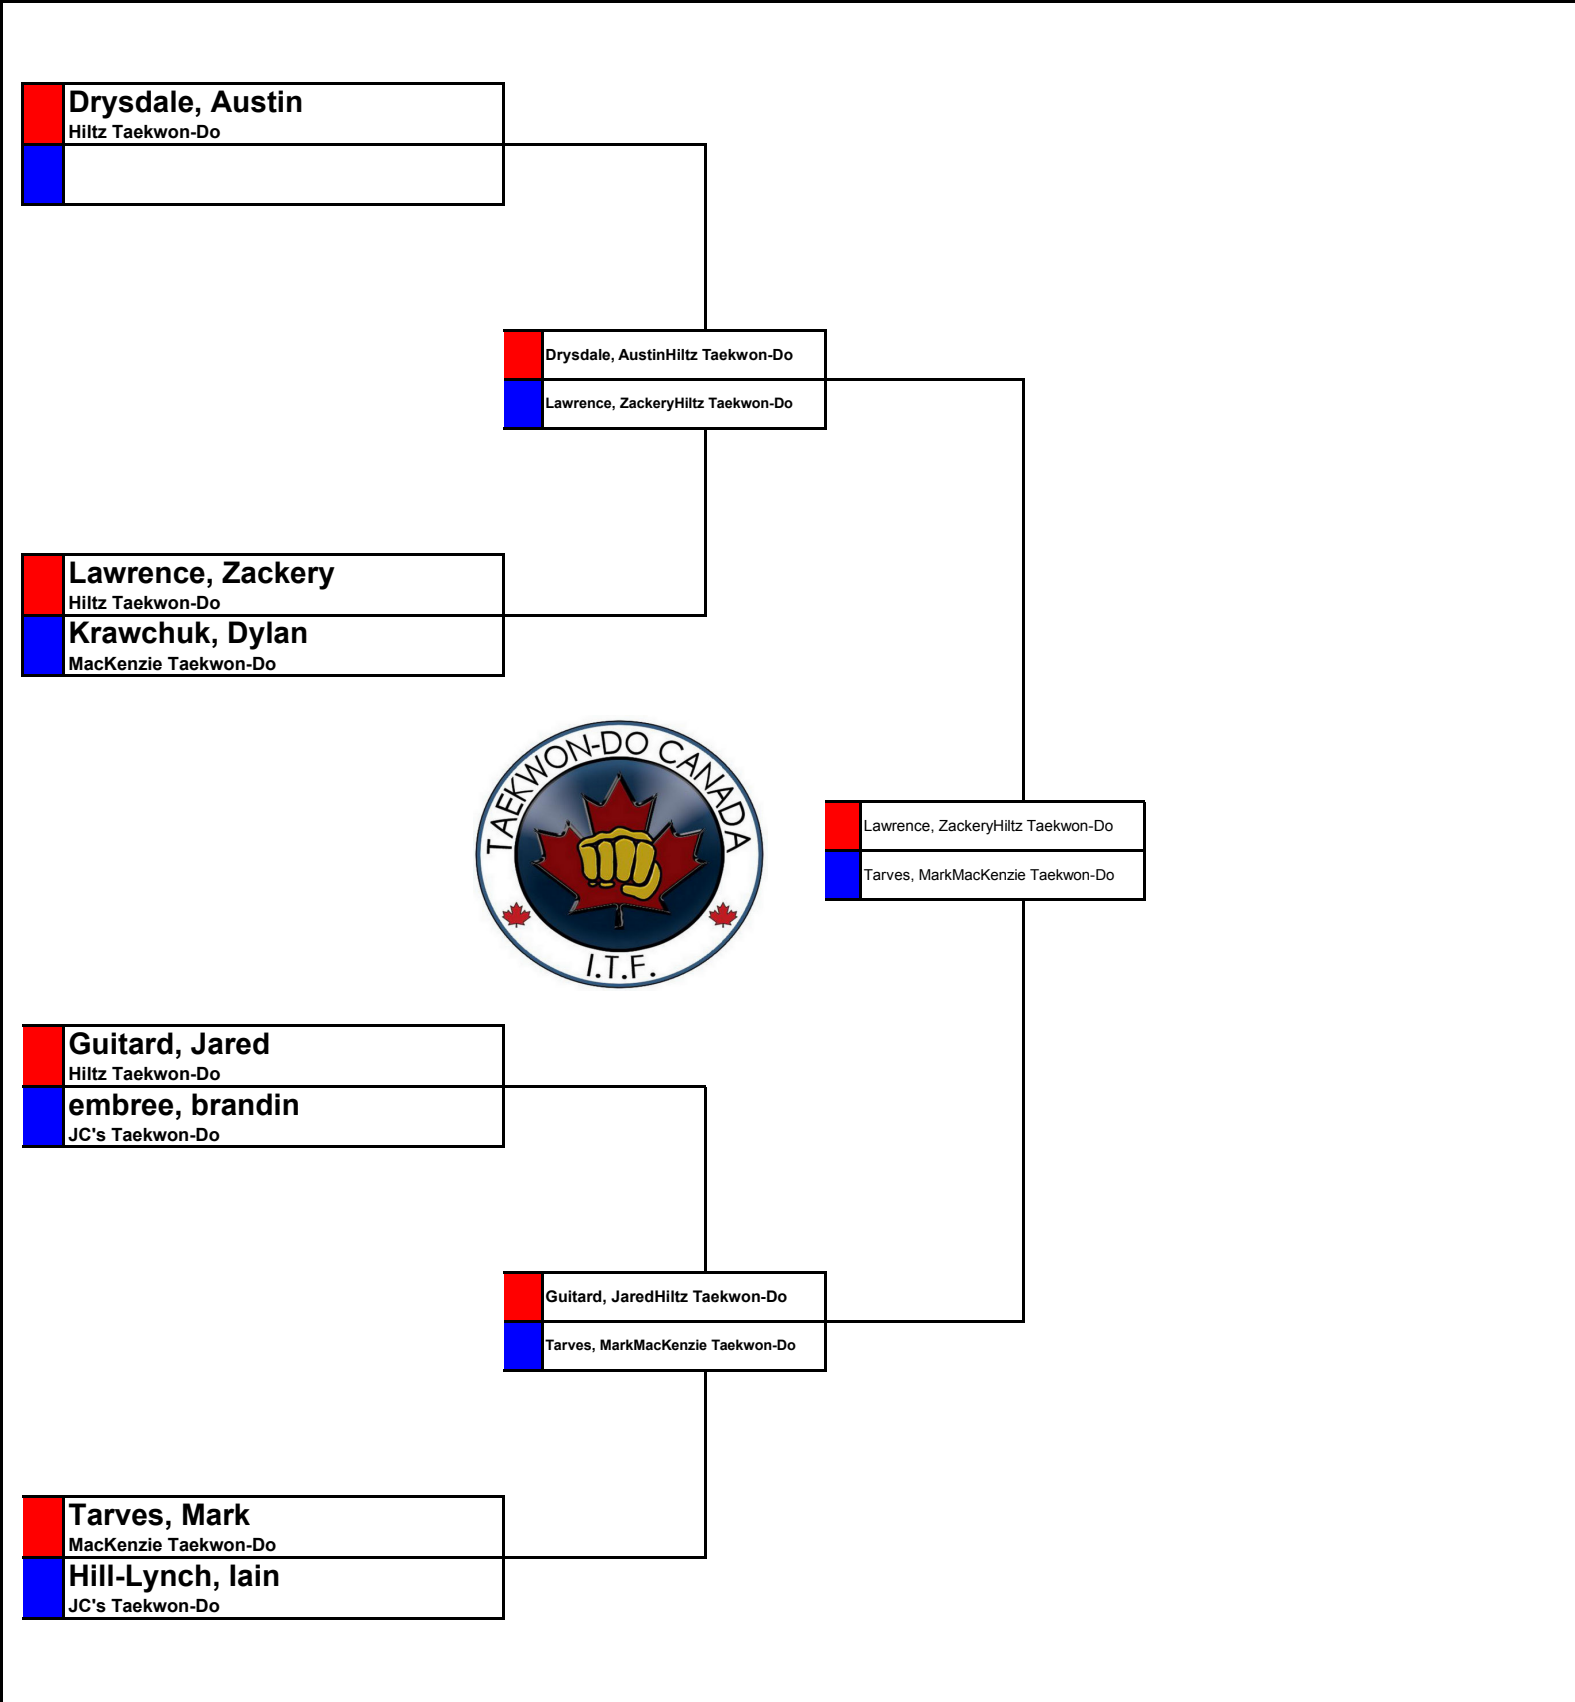 Drysdale, Austin
Hiltz Taekwon-Do
Drysdale, AustinHiltz Taekwon-Do
Lawrence, ZackeryHiltz Taekwon-Do
Lawrence, Zackery
Hiltz Taekwon-Do
Krawchuk, Dylan
MacKenzie Taekwon-Do
TAEKWON-DO CANADA
I.T.F.
Lawrence, ZackeryHiltz Taekwon-Do
Tarves, MarkMacKenzie Taekwon-Do
Guitard, Jared
Hiltz Taekwon-Do
embree, brandin
JC's Taekwon-Do
Guitard, JaredHiltz Taekwon-Do
Tarves, MarkMacKenzie Taekwon-Do
Tarves, Mark
MacKenzie Taekwon-Do
Hill-Lynch, Iain
JC's Taekwon-Do